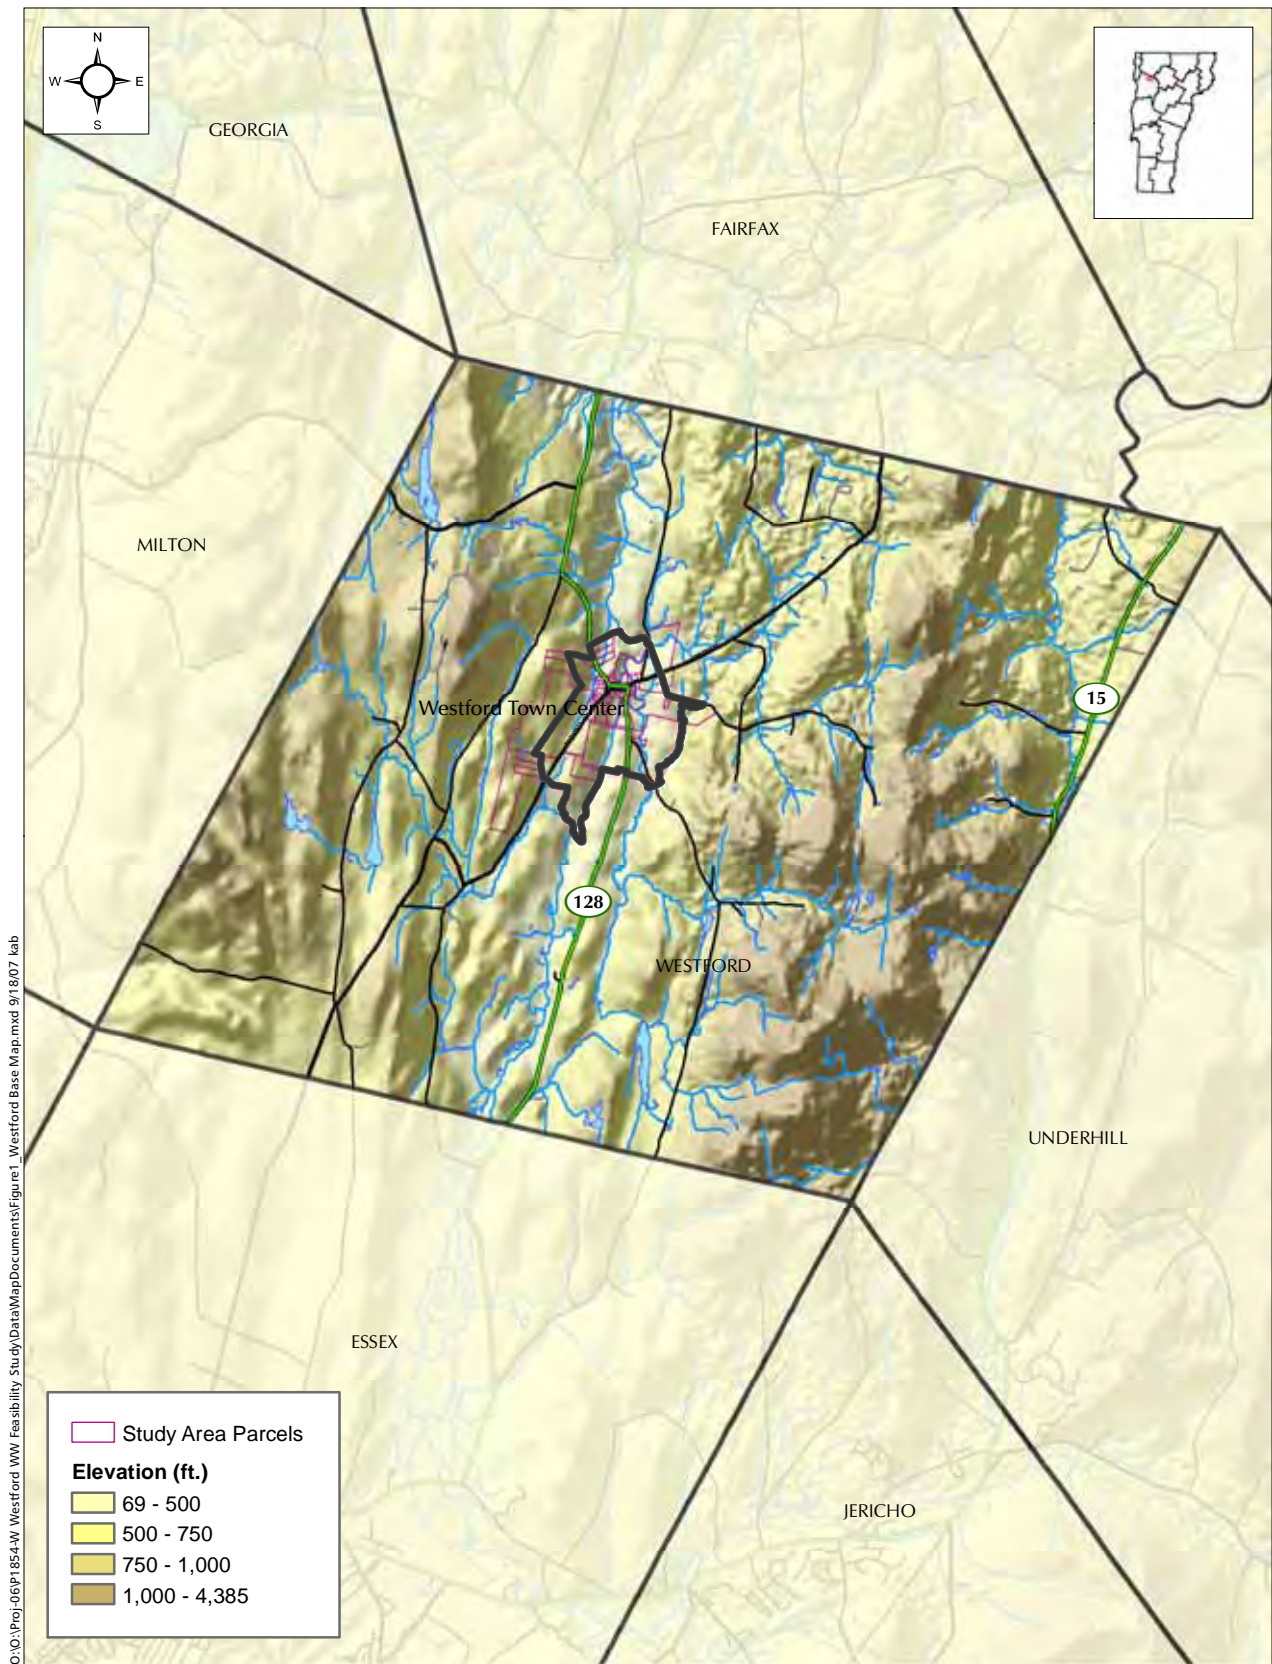 N
W E
S
GEORGIA
FAIRFAX
MILTON
Westford Town Center
15
128
WESTFORD
UNDERHILL
ESSEX
JERICHO
Study Area Parcels
Elevation (ft.)
69 - 500
500 - 750
750 - 1,000
1,000 - 4,385
O:\O:\Proj-06\P1854-W Westford WW Feasibility Study\Data\MapDocuments\Figure1_Westford Base Map.mxd 9/18/07 kab